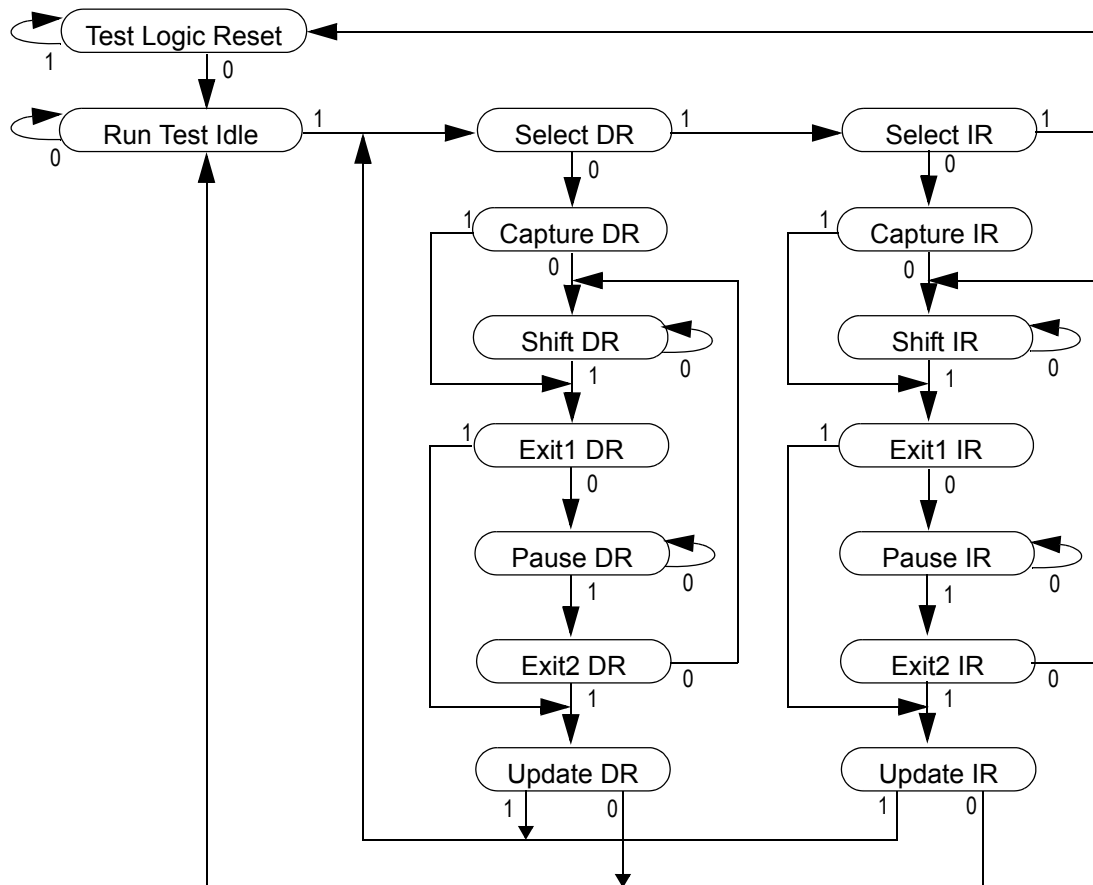 Test Logic Reset
1
0
Run Test Idle
1
Select DR
1
Select IR
1
0
0
0
1
Capture DR
1
Capture IR
0
0
Shift DR
0
Shift IR
0
1
1
1
Exit1 DR
1
Exit1 IR
0
0
Pause DR
0
Pause IR
0
1
1
Exit2 DR
0
Exit2 IR
0
1
1
Update DR
Update IR
1
0
1
0